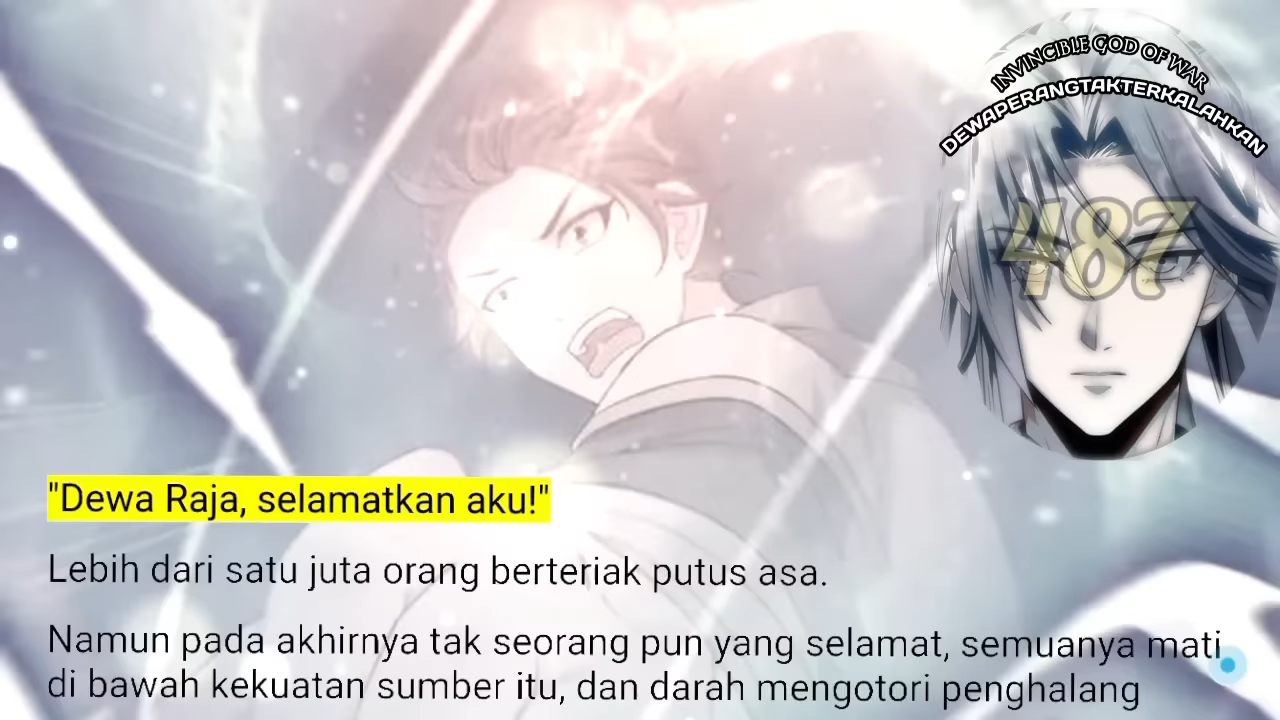 INVINCIBLE GOD OF WAR
DEWAPERANGTAKTERKALAHKAN
487
"Dewa Raja, selamatkan aku!"
Lebih dari satu juta orang berteriak putus asa.
Namun pada akhirnya tak seorang pun yang selamat, semuanya mati
di bawah kekuatan sumber itu, dan darah mengotori penghalang